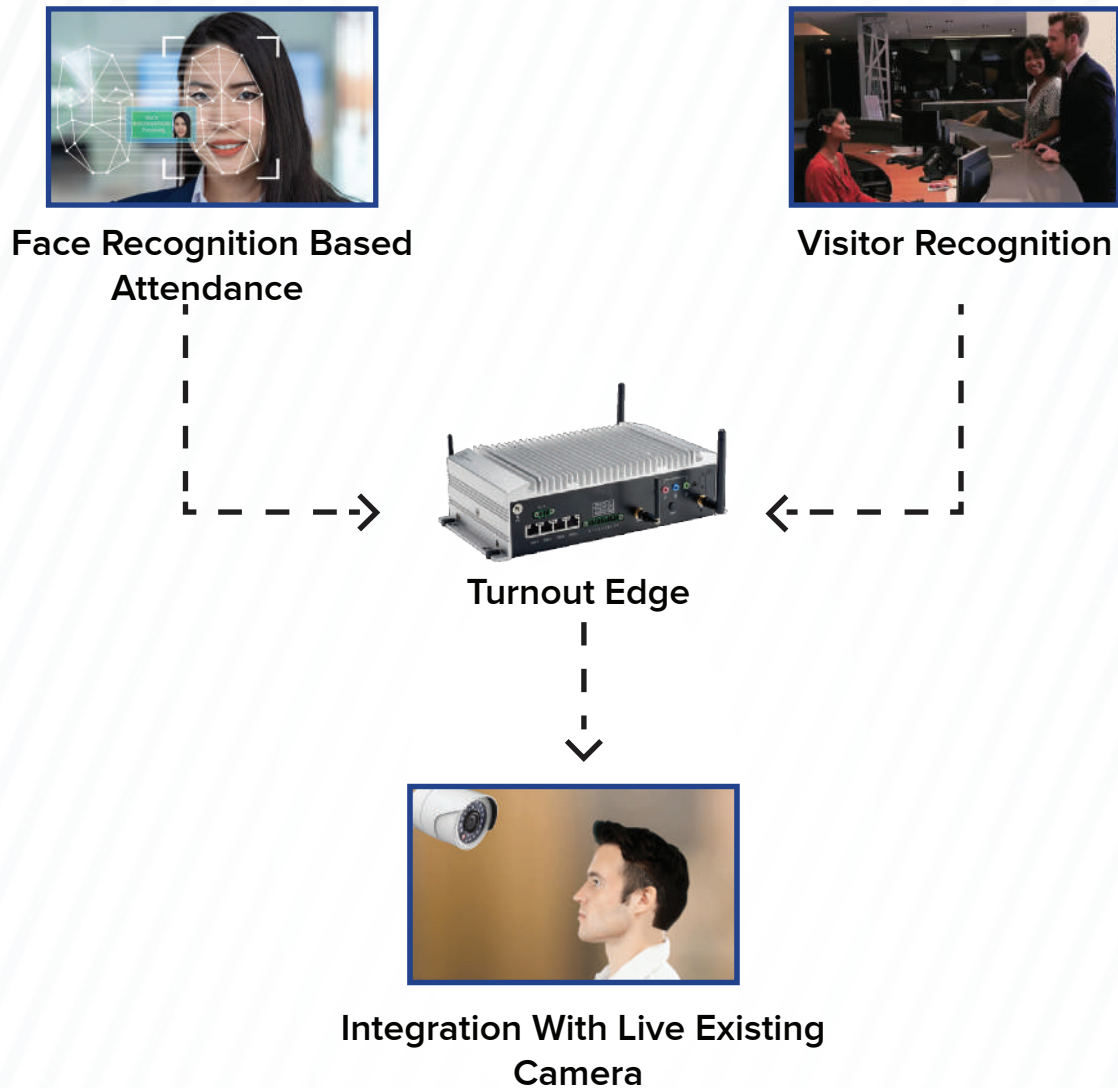 Face Recognition Based
Attendance
Visitor Recognition
Turnout Edge
Integration With Live Existing
Camera